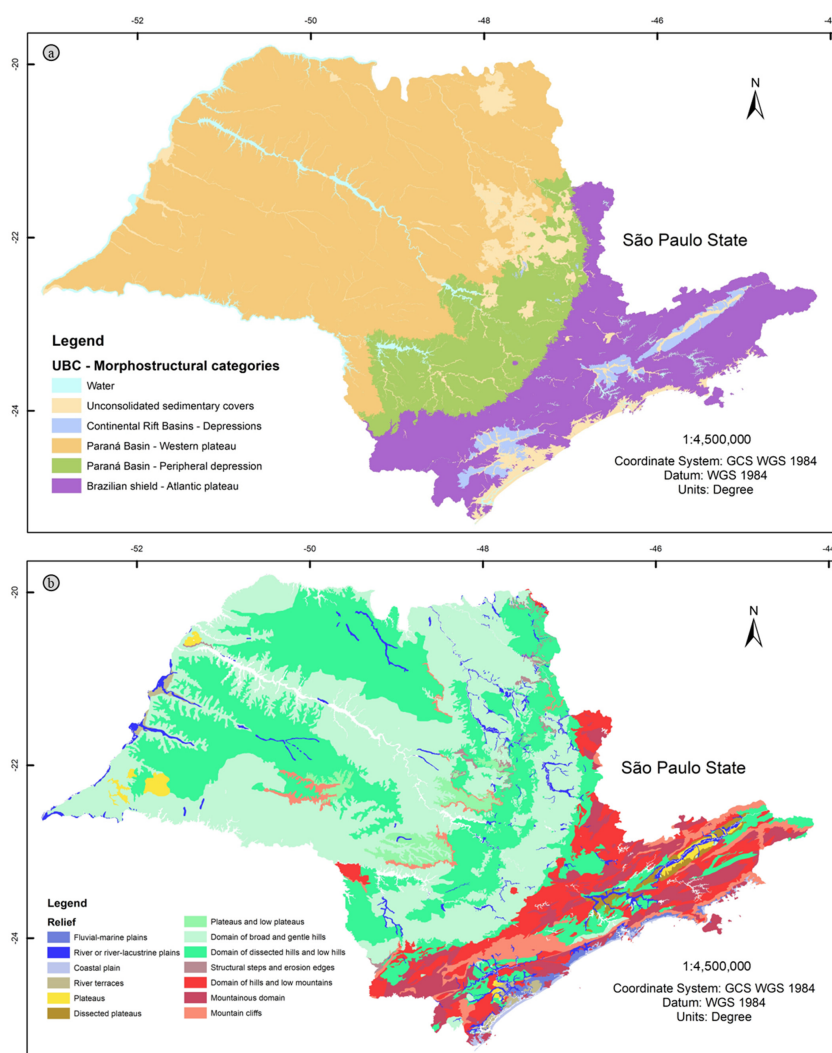 -52 -50 -48 -46 -44
a
-20
N
-22
São Paulo State
Legend
UBC - Morphostructural categories
Water
Unconsolidated sedimentary covers
Continental Rift Basins - Depressions
Paraná Basin - Western plateau
Paraná Basin - Peripheral depression
Brazilian shield - Atlantic plateau
-24
1:4,500,000
Coordinate System: GCS WGS 1984
Datum: WGS 1984
Units: Degree
-52 -50 -48 -46 -44
b
-20
N
-22
São Paulo State
-24
Legend
Relief
Fluvial-marine plains
River or river-lacustrine plains
Coastal plain
River terraces
Plateaus
Dissected plateaus
Plateaus and low plateaus
Domain of broad and gentle hills
Domain of dissected hills and low hills
Structural steps and erosion edges
Domain of hills and low mountains
Mountainous domain
Mountain cliffs
1:4,500,000
Coordinate System: GCS WGS 1984
Datum: WGS 1984
Units: Degree